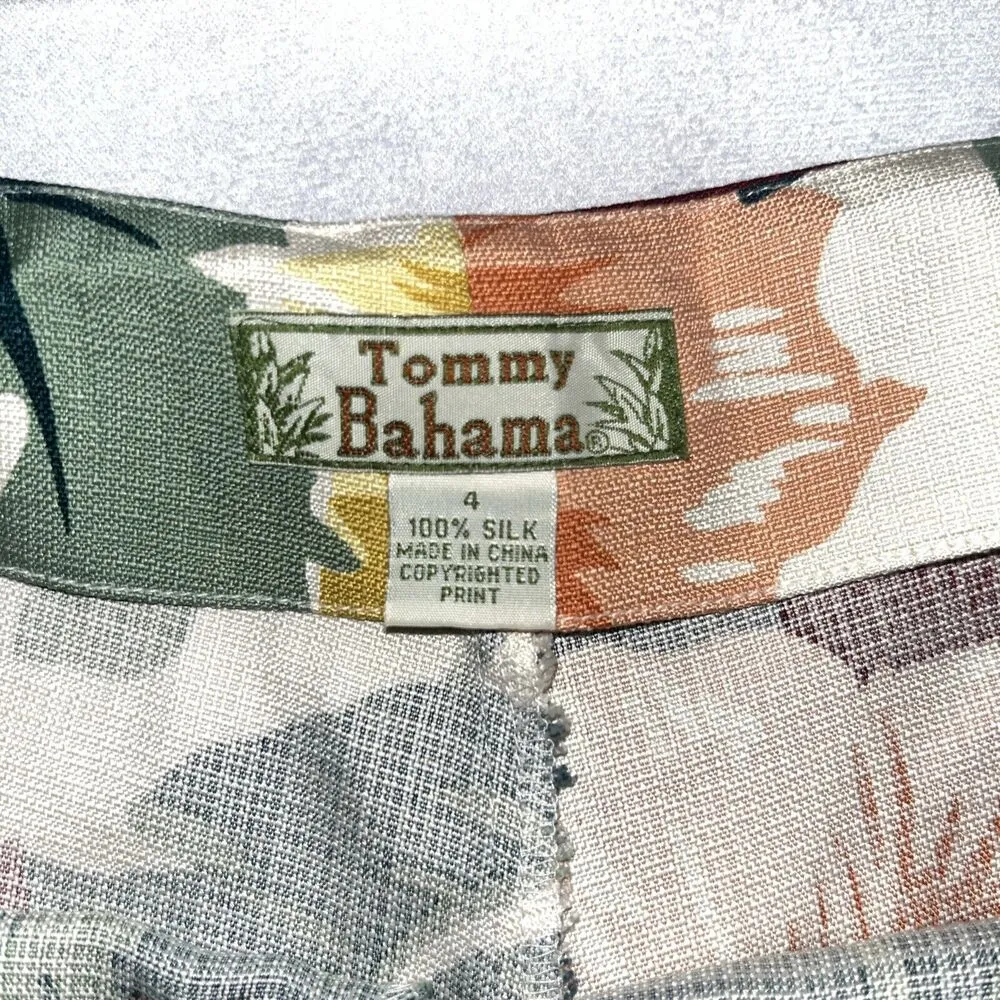 Tommy
Bahama®
4
100% SILK
MADE IN CHINA
COPYRIGHTED
PRINT